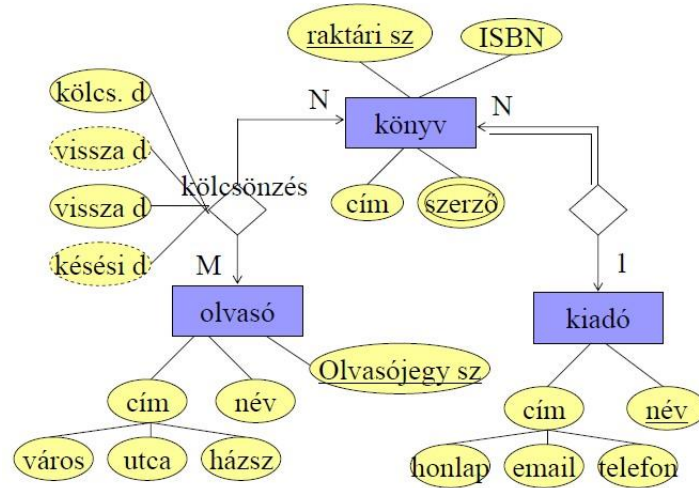 raktári sz
ISBN
kölcs. d
N
N
könyv
vissza d
kölcsönzés
cím
szerző
vissza d
késési d
M
1
olvasó
kiadó
Olvasójegy sz
cím
név
cím
név
város
utca
házsz
honlap
email
telefon